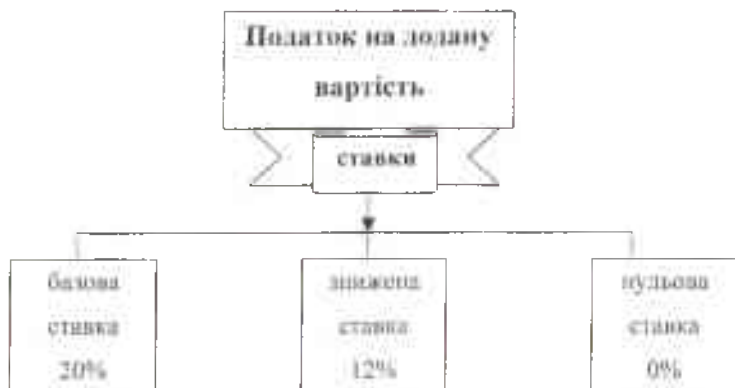 Податок на додану
вартість
ставки
базова
ставка
20%
знижена
ставка
12%
нульова
ставка
0%